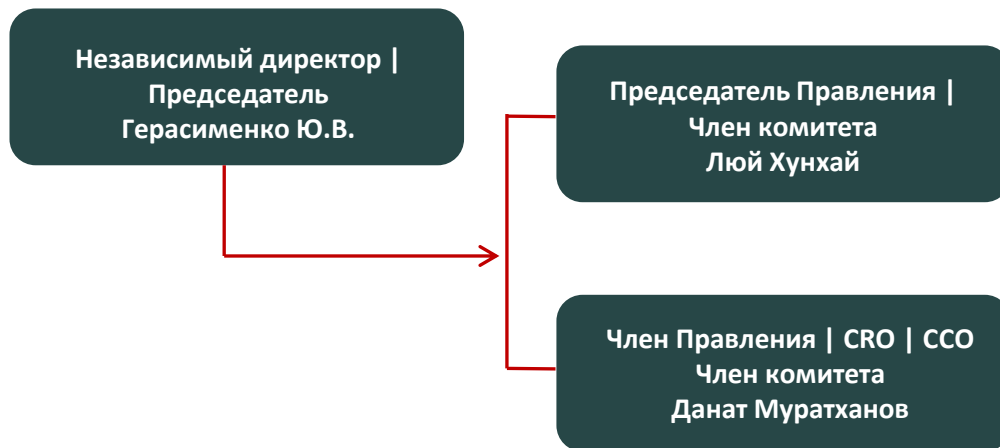 Независимый директор |
Председатель
Герасименко Ю.В.
Председатель Правления |
Член комитета
Люй Хунхай
Член Правления | CRO | CCO
Член комитета
Данат Муратханов